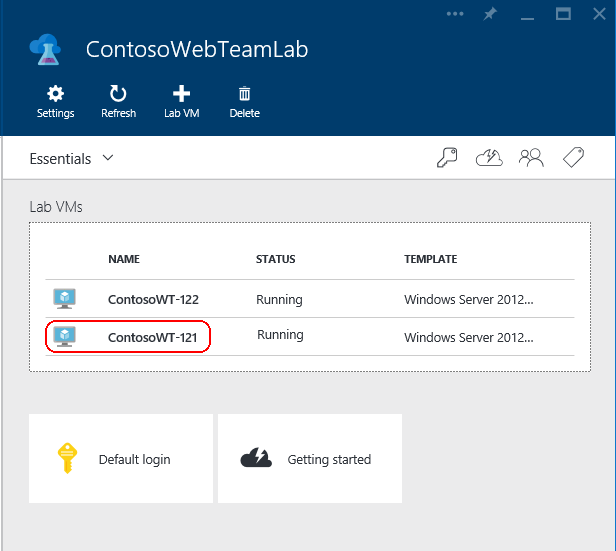 ContosoWebTeamLab
Settings Refresh Lab VM Delete
Essentials
Lab VMs
NAME STATUS TEMPLATE
ContosoWT-122 Running Windows Server 2012...
ContosoWT-121 Running Windows Server 2012...
Default login Getting started